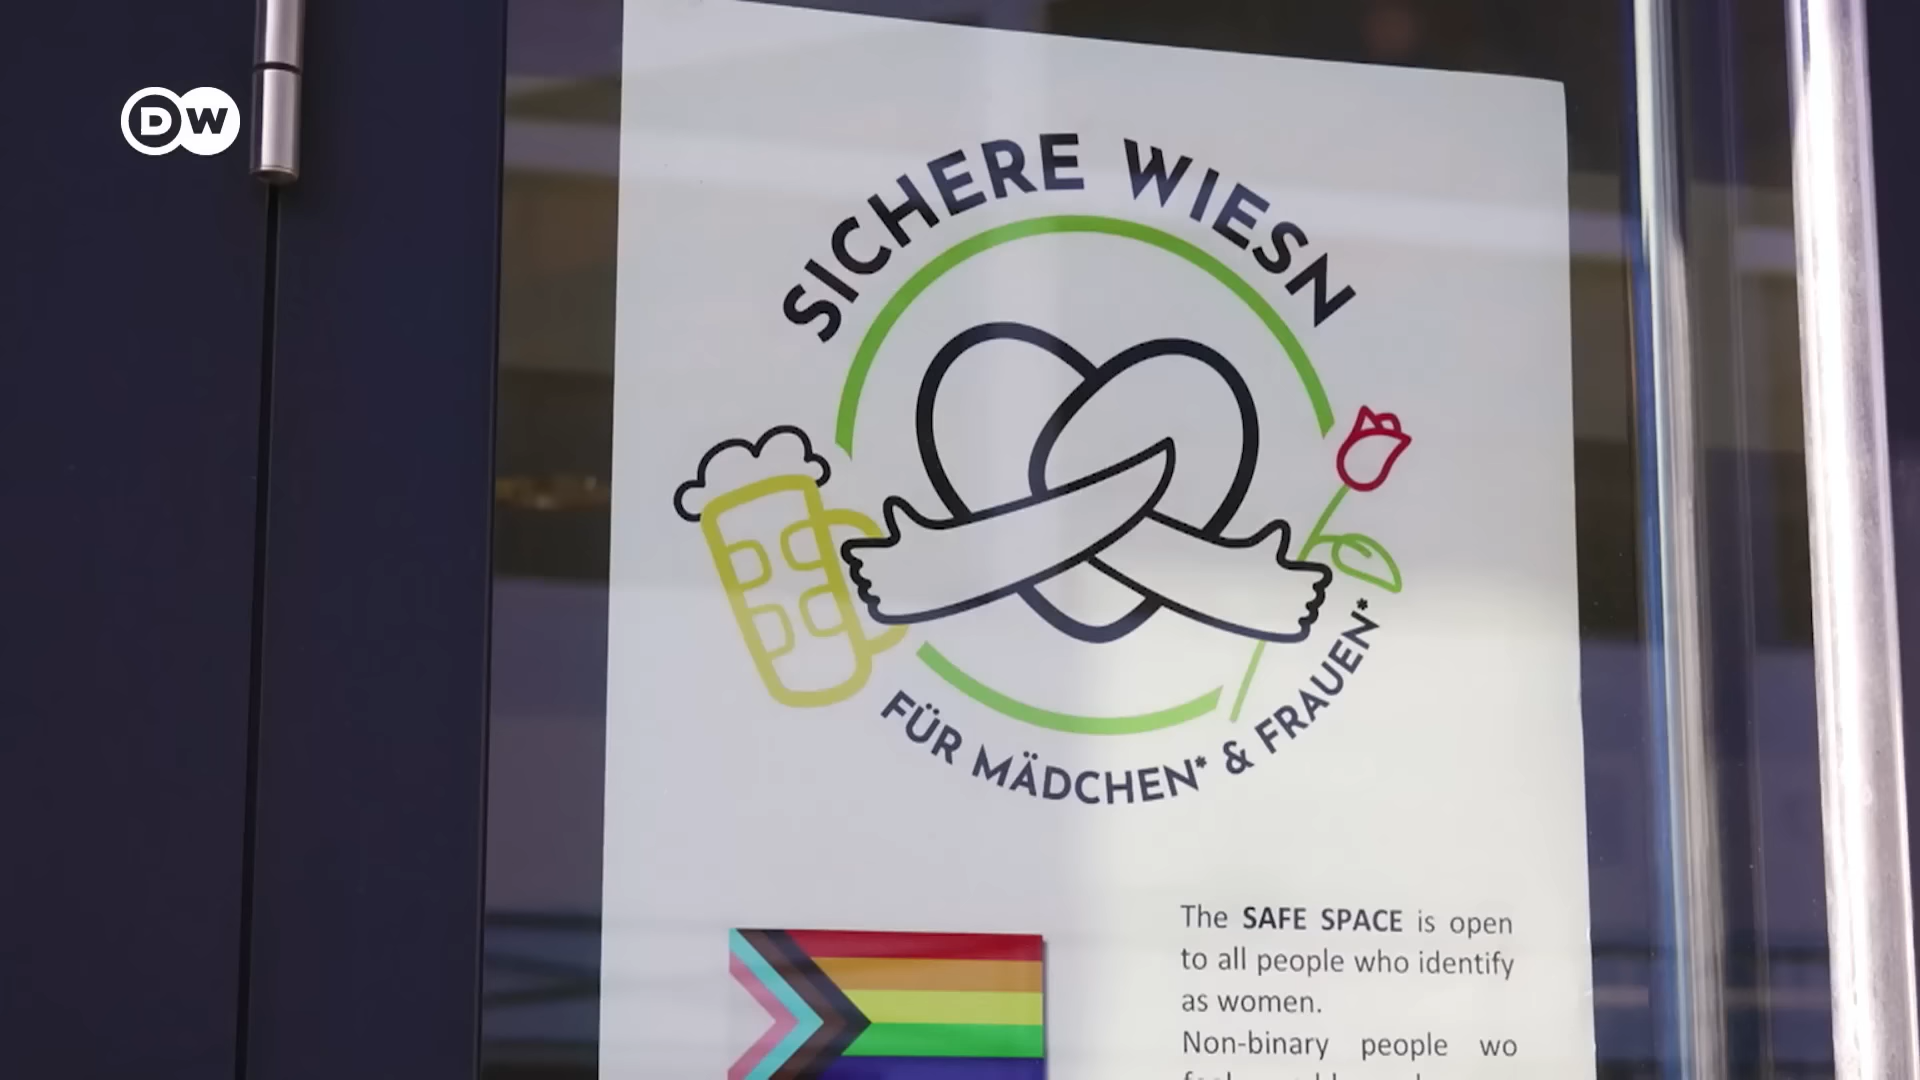 DW
SICHERE WIESN
FÜR MÄDCHEN* & FRAUEN*
The SAFE SPACE is open
to all people who identify
as women.
Non-binary people wo